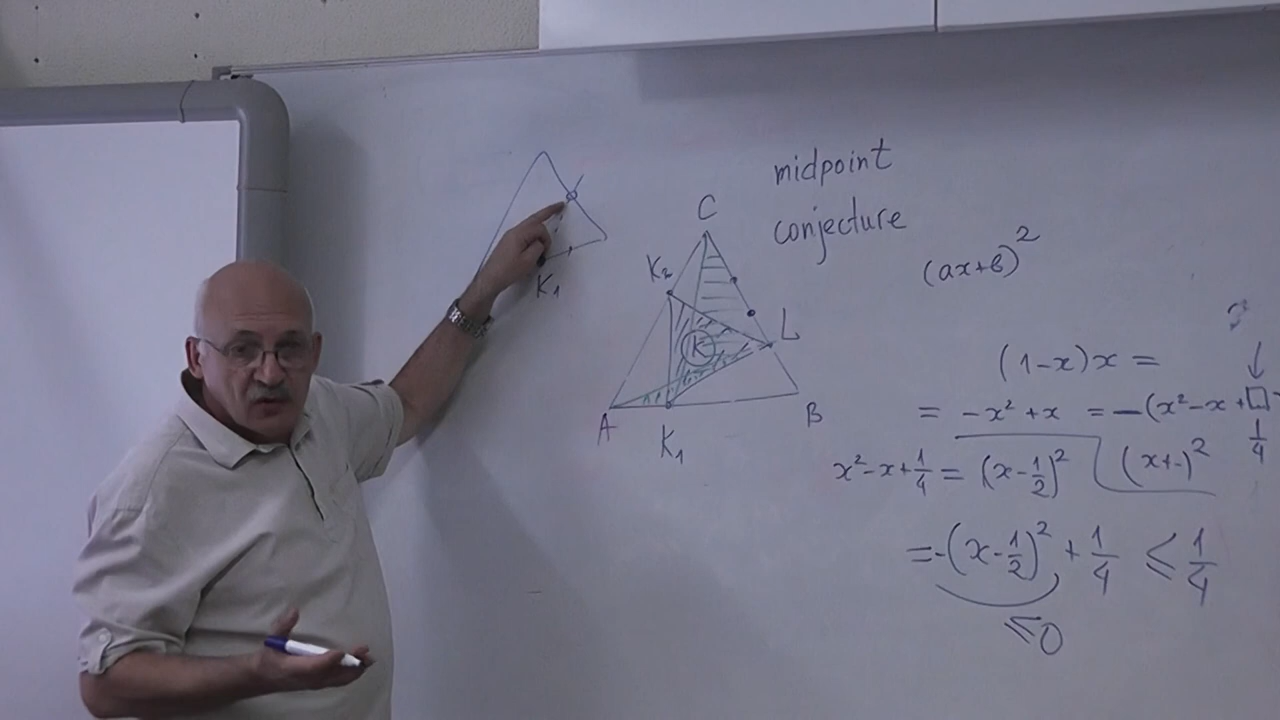 midpoint
conjecture
(ax+b)²
K₁
C
K₂
K
L
A
K₁
B
(1-x)x =
= -x² + x = -(x² - x + □
1/4
x² - x + 1/4 = (x - 1/2)²
(x+-)²
= -(x - 1/2)² + 1/4 ≤ 1/4
≤ 0